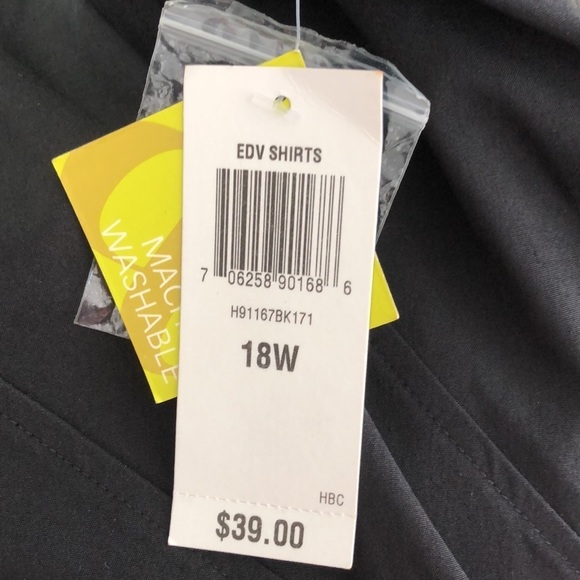 EDV SHIRTS
7 06258 90168 6
H91167BK171
18W
HBC
$39.00
WASHABLE